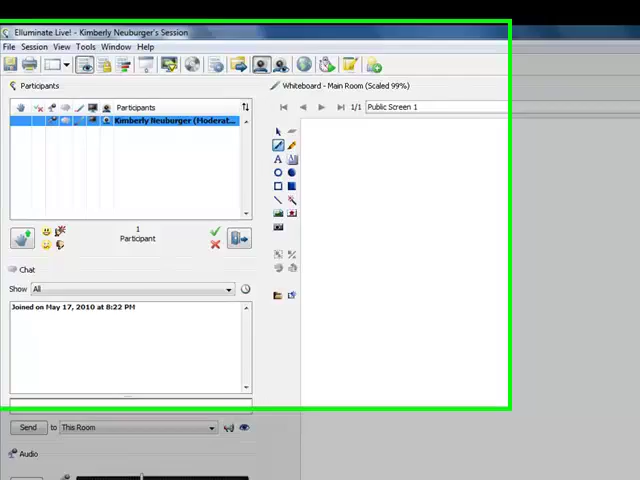 Elluminate Live! - Kimberly Neuburger's Session
File Session View Tools Window Help
Participants
Whiteboard - Main Room (Scaled 99%)
Participants
1/1 Public Screen 1
Kimberly Neuburger (Moderat...
A A
1
Participant
Chat
Show All
Joined on May 17, 2010 at 8:22 PM
Send to This Room
Audio